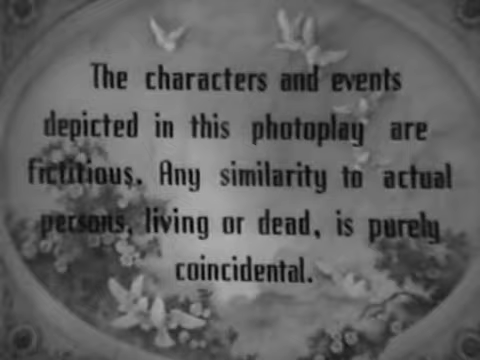 The characters and events
depicted in this photoplay are
fictitious. Any similarity to actual
persons, living or dead, is purely
coincidental.